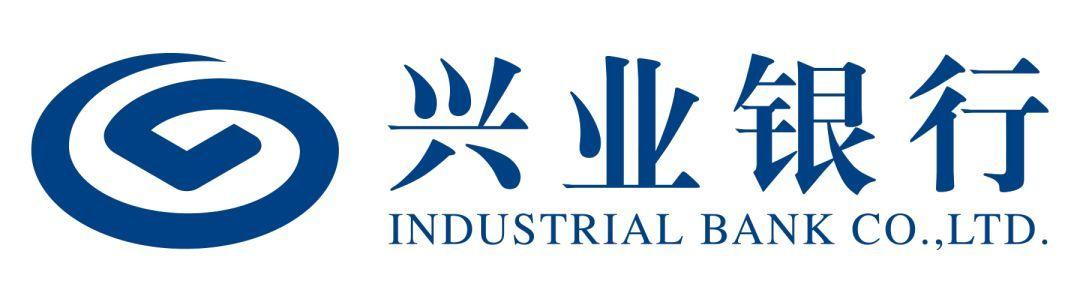 兴业银行
INDUSTRIAL BANK CO.,LTD.